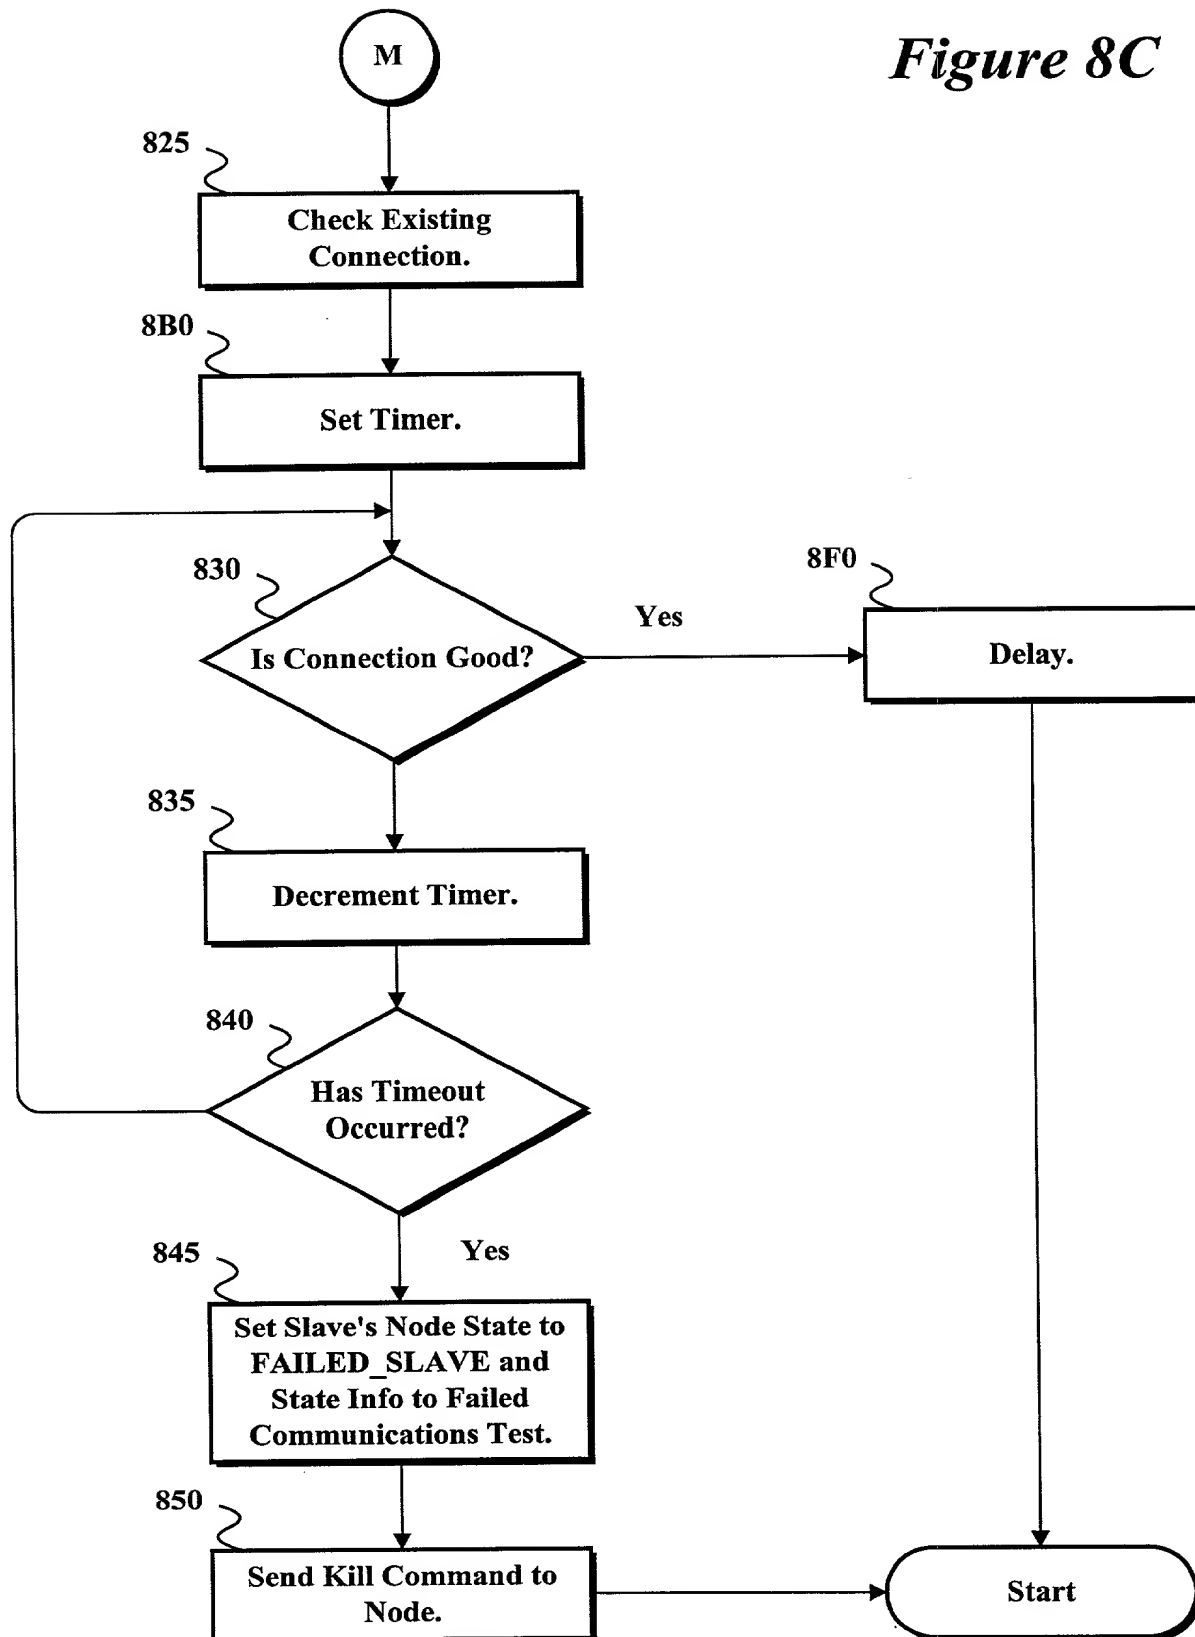 Figure 8C
M
825
Check Existing
Connection.
8B0
Set Timer.
830
Is Connection Good?
Yes
8F0
Delay.
835
Decrement Timer.
840
Has Timeout
Occurred?
Yes
845
Set Slave's Node State to
FAILED_SLAVE and
State Info to Failed
Communications Test.
850
Send Kill Command to
Node.
Start